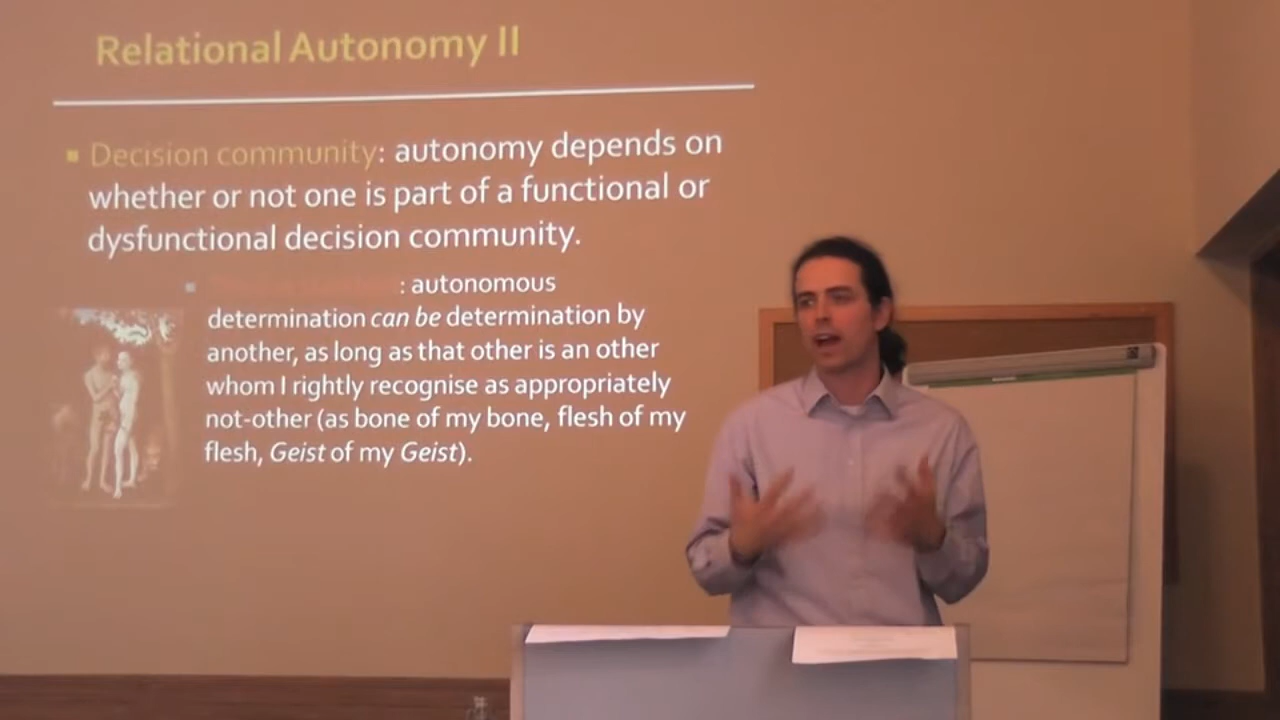 Relational Autonomy II
Decision community: autonomy depends on
whether or not one is part of a functional or
dysfunctional decision community.
: autonomous
determination can be determination by
another, as long as that other is an other
whom I rightly recognise as appropriately
not-other (as bone of my bone, flesh of my
flesh, Geist of my Geist).